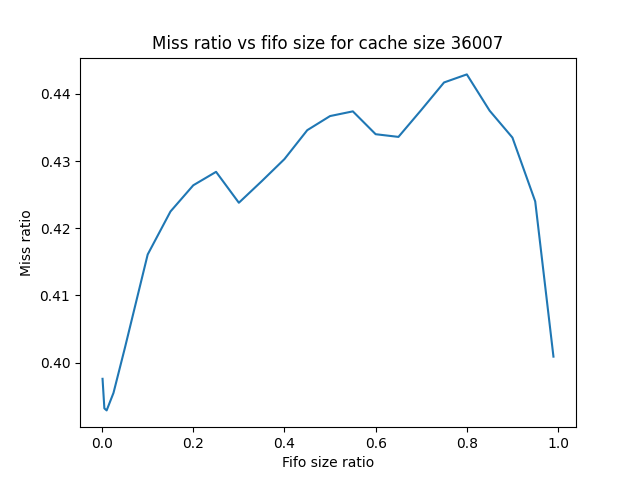 Miss ratio vs fifo size for cache size 36007
0.44
0.43
0.42
0.41
0.40
Miss ratio
0.0 0.2 0.4 0.6 0.8 1.0
Fifo size ratio